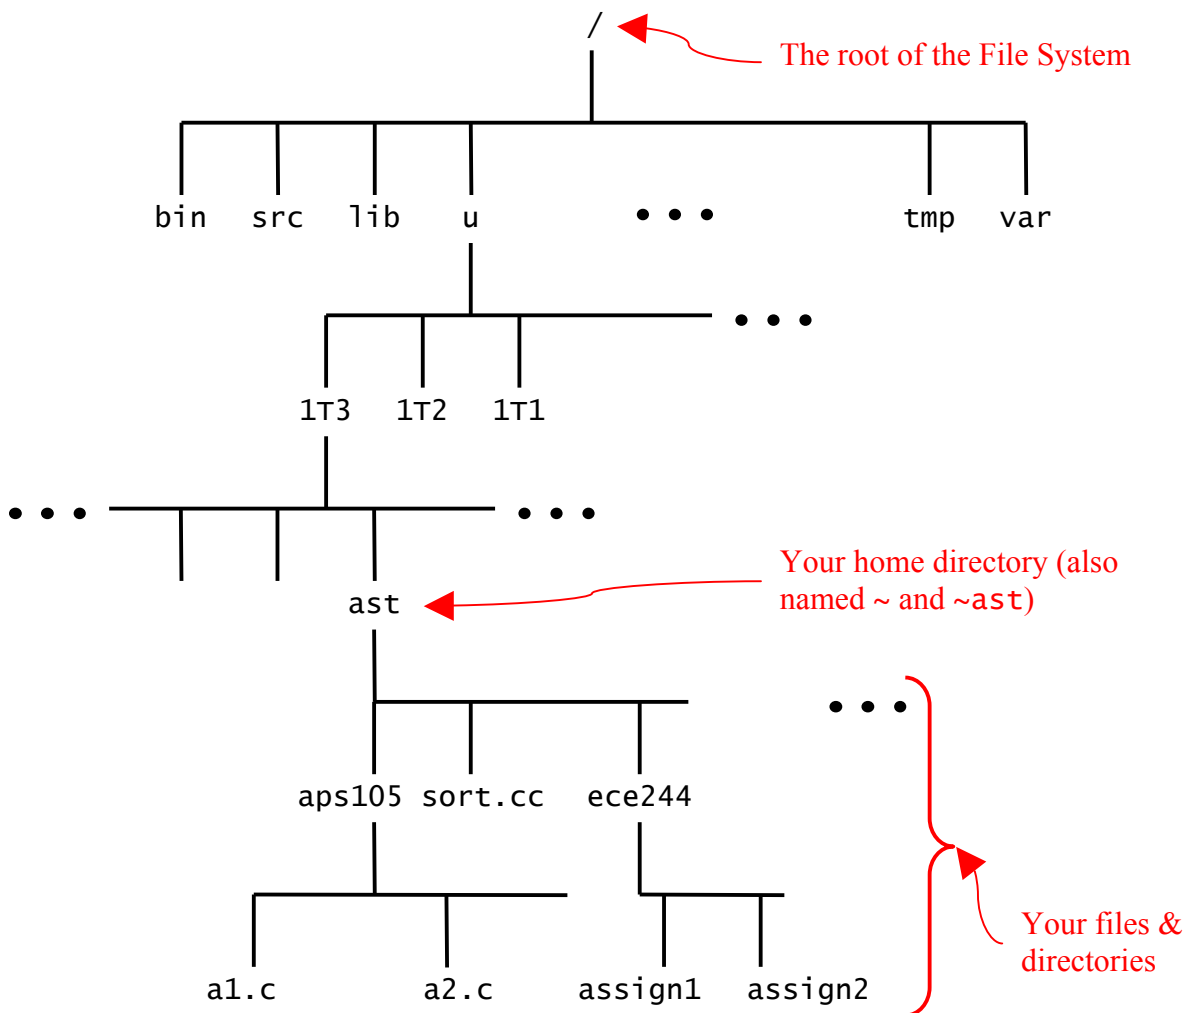 /
The root of the File System
bin src lib u tmp var
1T3 1T2 1T1
Your home directory (also
named ~ and ~ast)
ast
aps105 sort.cc ece244
Your files &
directories
a1.c a2.c assign1 assign2